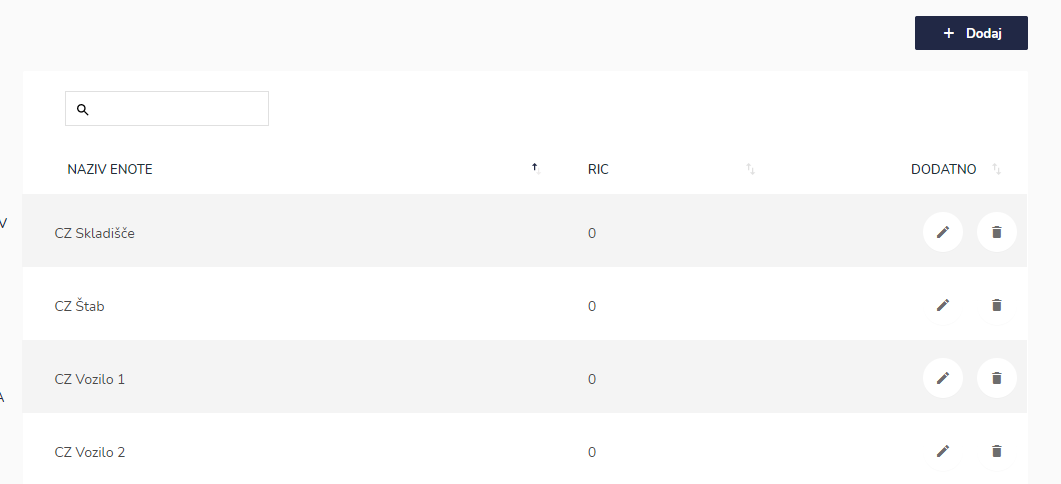 + Dodaj
NAZIV ENOTE RIC DODATNO
V
CZ Skladišče 0
CZ Štab 0
CZ Vozilo 1 0
A
CZ Vozilo 2 0